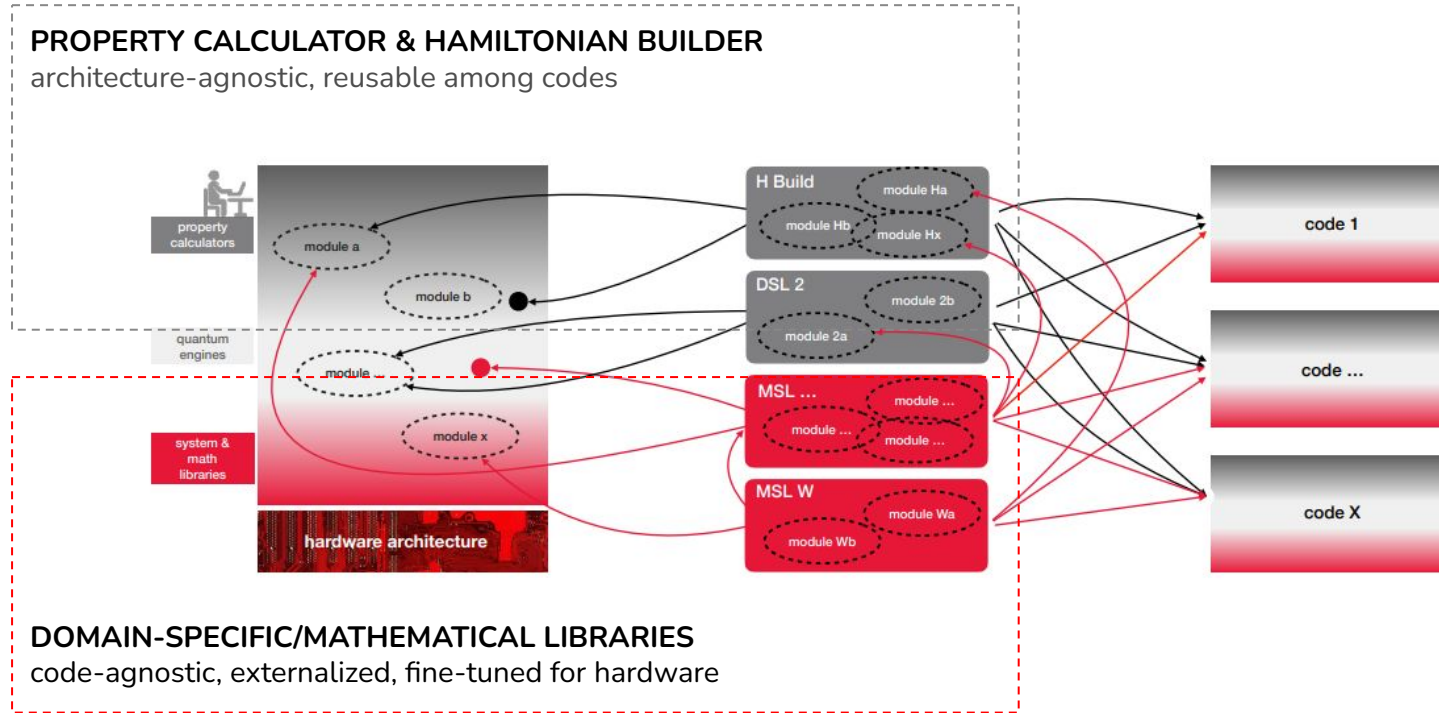 PROPERTY CALCULATOR & HAMILTONIAN BUILDER
architecture-agnostic, reusable among codes
property
calculators
quantum
engines
system &
math
libraries
module a
module b
module ...
module x
hardware architecture
H Build
module Ha
module Hb
module Hx
DSL 2
module 2b
module 2a
MSL ...
module ...
module ...
module ...
MSL W
module Wa
module Wb
code 1
code ...
code X
DOMAIN-SPECIFIC/MATHEMATICAL LIBRARIES
code-agnostic, externalized, fine-tuned for hardware